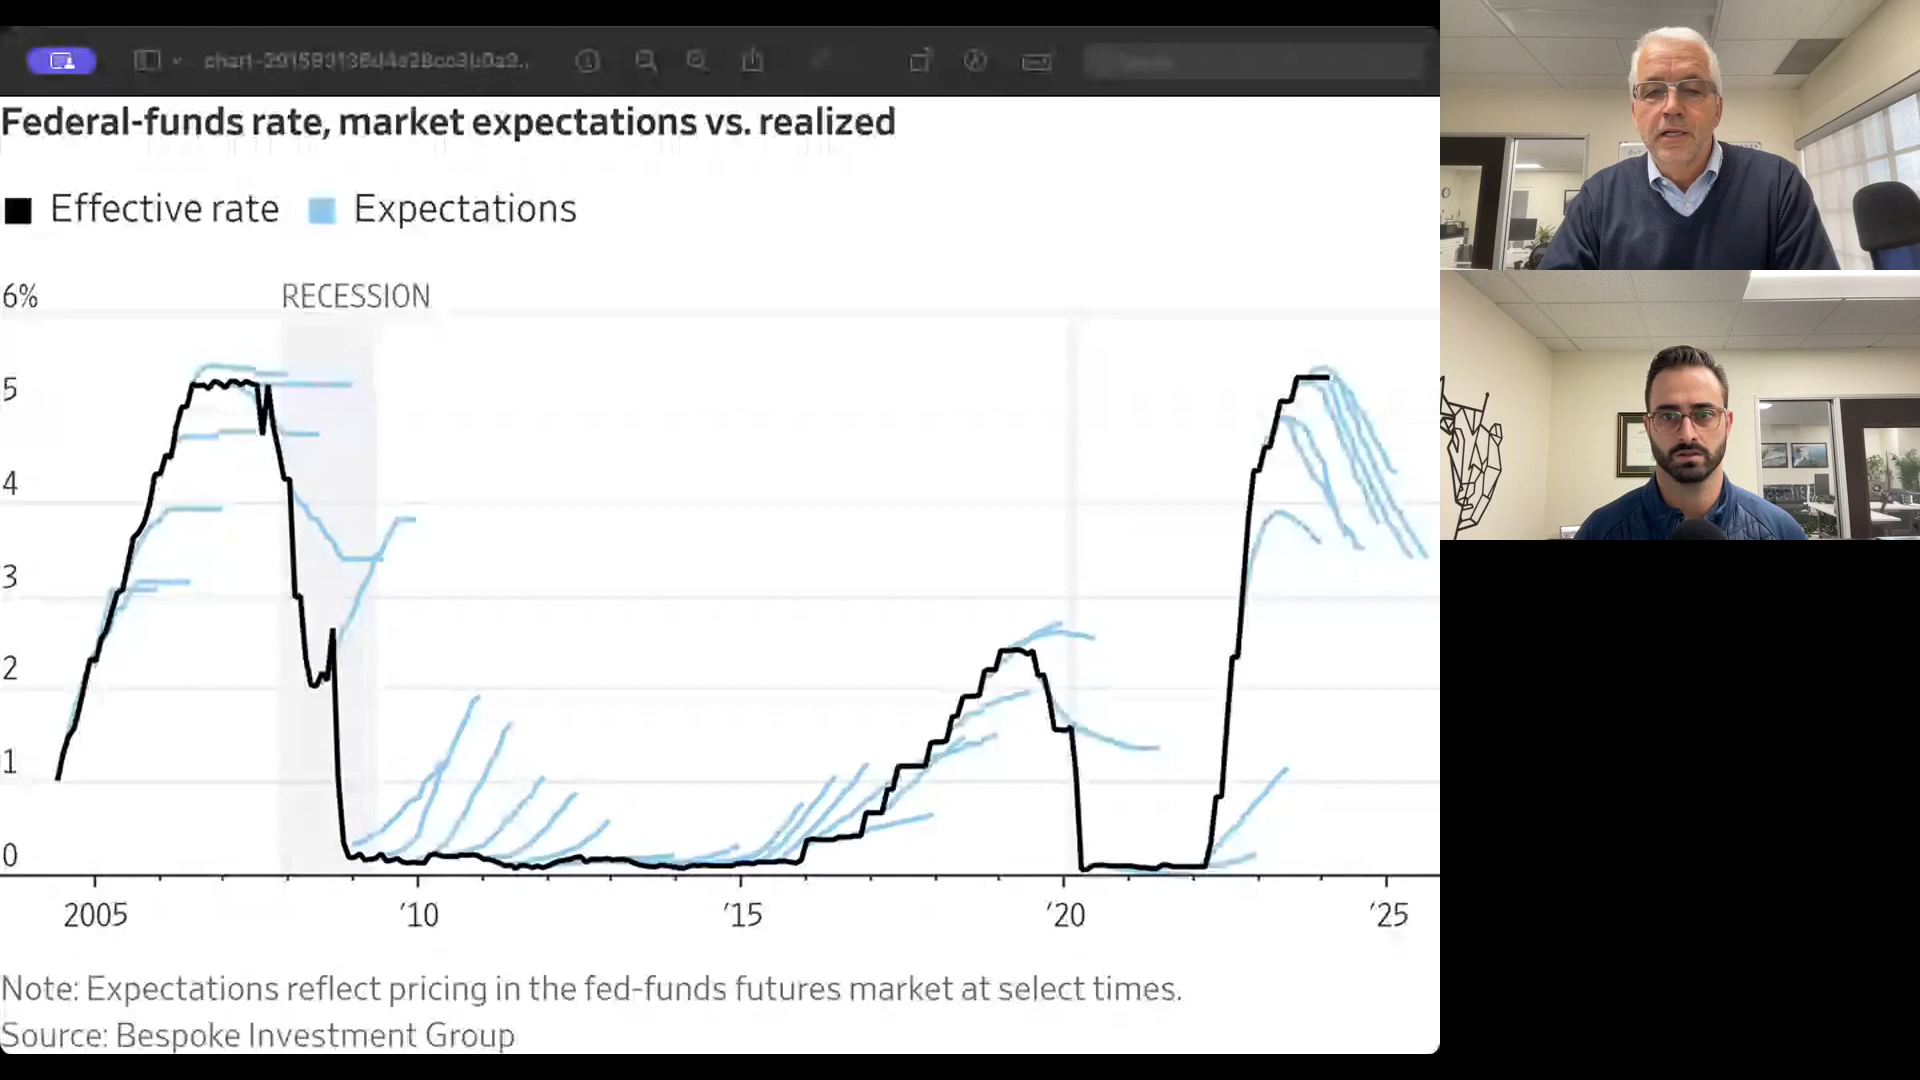 Federal-funds rate, market expectations vs. realized
Effective rate Expectations
RECESSION
6%
5
4
3
2
1
0
2005 '10 '15 '20 '25
Note: Expectations reflect pricing in the fed-funds futures market at select times.
Source: Bespoke Investment Group